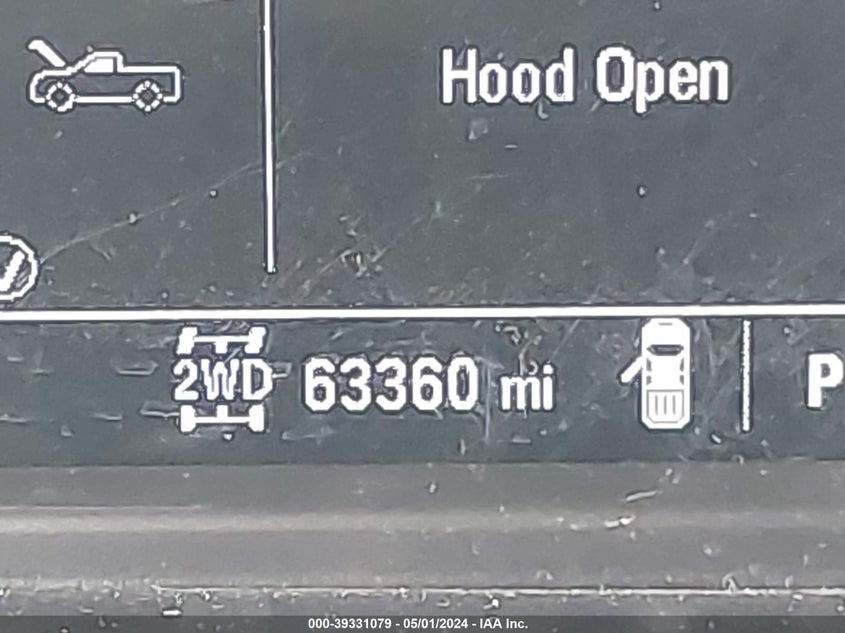 Hood Open
2WD 63360 mi P
000-39331079 - 05/01/2024 - IAA Inc.